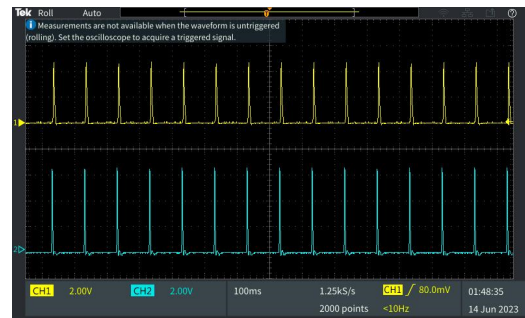 Tek Roll Auto
Measurements are not available when the waveform is untriggered
(rolling). Set the oscilloscope to acquire a triggered signal.
1
2
CH1 2.00V CH2 2.00V 100ms 1.25kS/s CH1 80.0mV 01:48:35
2000 points <10Hz 14 Jun 2023